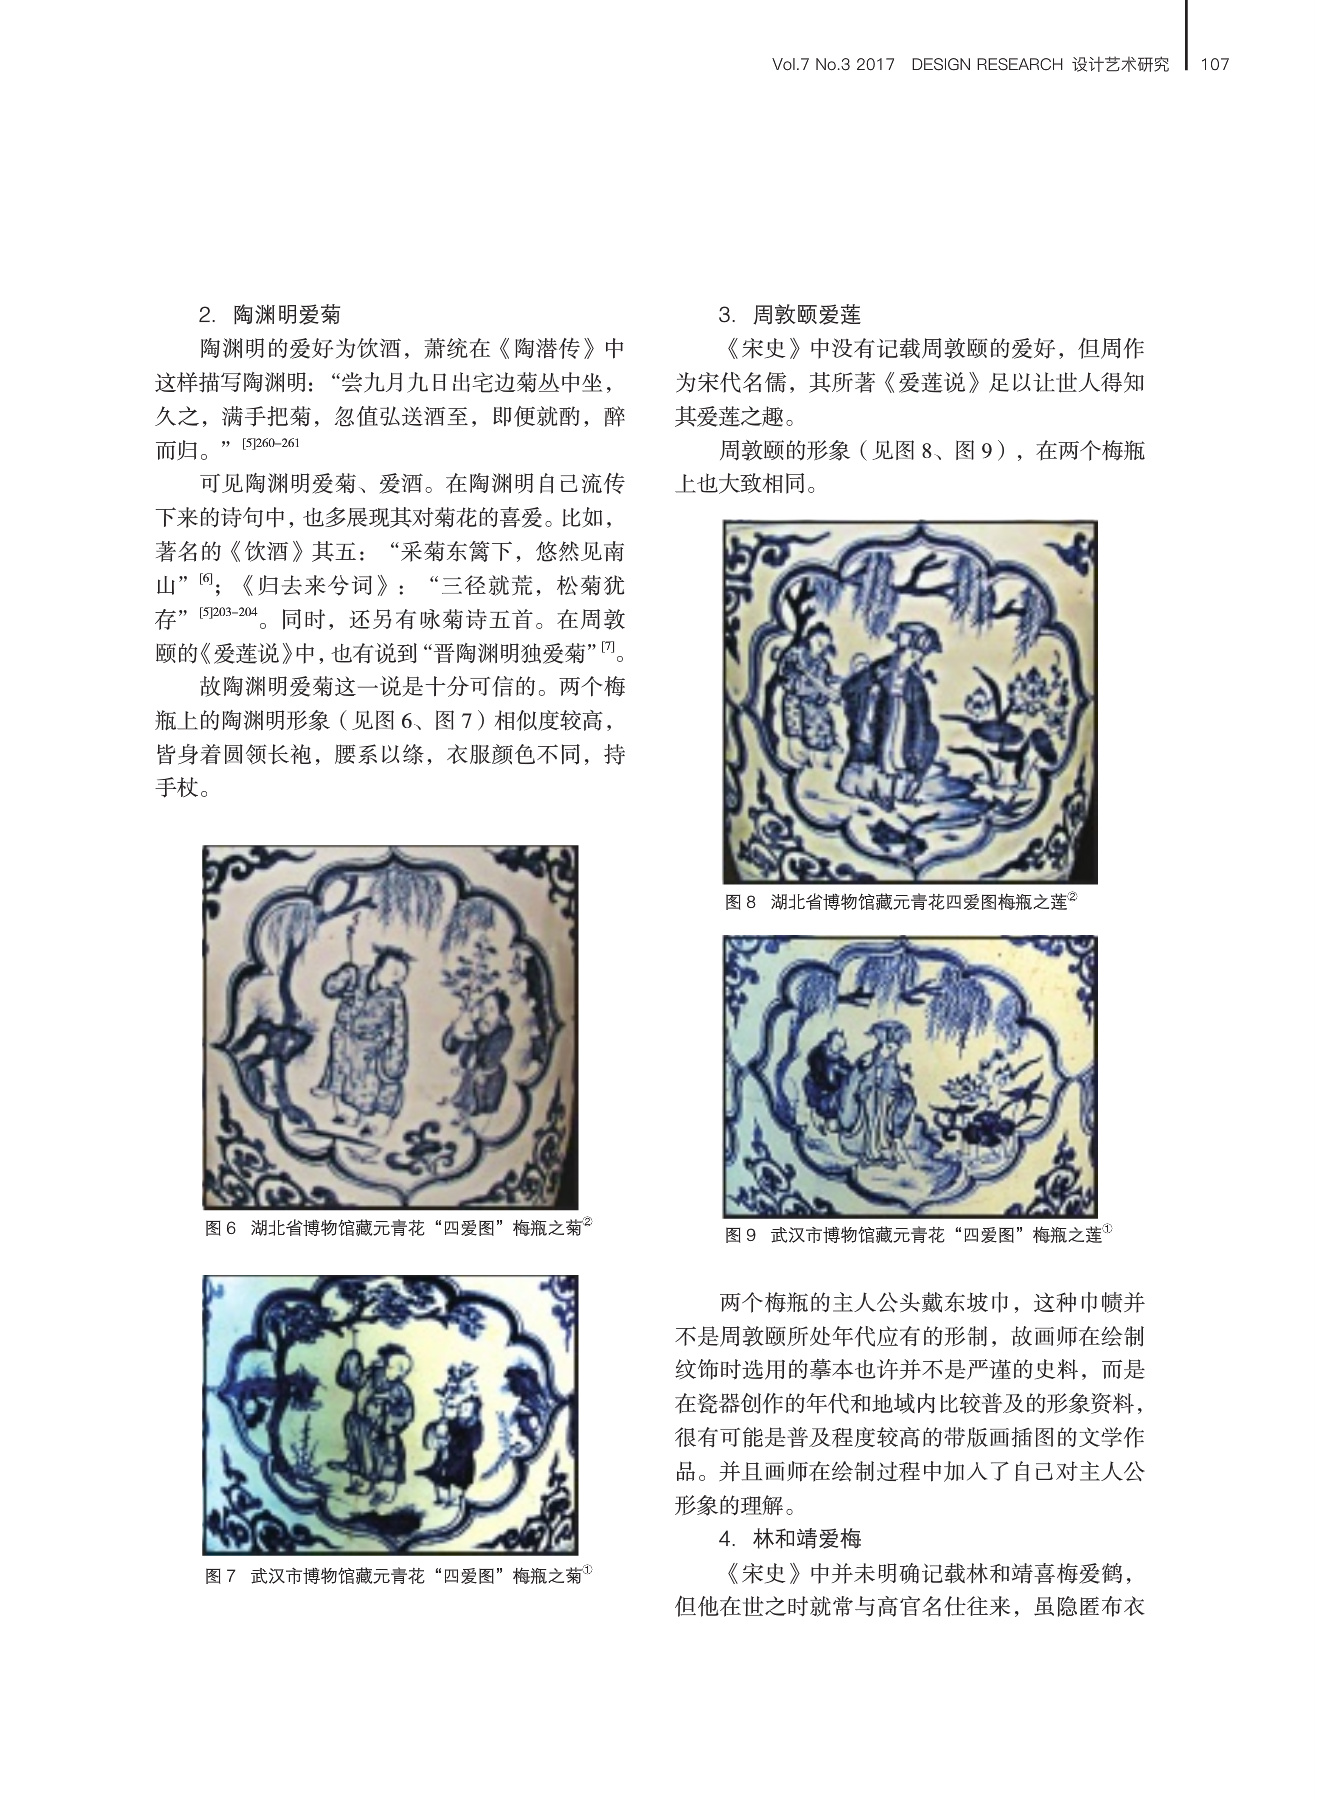 Vol.7 No.3 2017 DESIGN RESEARCH 设计艺术研究 107
2. 陶渊明爱菊
陶渊明的爱好为饮酒，萧统在《陶潜传》中
这样描写陶渊明：“尝九月九日出宅边菊丛中坐，
久之，满手把菊，忽值弘送酒至，即便就酌，醉
而归。”[5]260–261
可见陶渊明爱菊、爱酒。在陶渊明自己流传
下来的诗句中，也多展现其对菊花的喜爱。比如，
著名的《饮酒》其五：“采菊东篱下，悠然见南
山”[6]；《归去来兮词》：“三径就荒，松菊犹
存”[5]203–204。同时，还另有咏菊诗五首。在周敦
颐的《爱莲说》中，也有说到“晋陶渊明独爱菊”[7]。
故陶渊明爱菊这一说是十分可信的。两个梅
瓶上的陶渊明形象（见图 6、图 7）相似度较高，
皆身着圆领长袍，腰系以绦，衣服颜色不同，持
手杖。
图 6 湖北省博物馆藏元青花“四爱图”梅瓶之菊②
图 7 武汉市博物馆藏元青花“四爱图”梅瓶之菊①
3. 周敦颐爱莲
《宋史》中没有记载周敦颐的爱好，但周作
为宋代名儒，其所著《爱莲说》足以让世人得知
其爱莲之趣。
周敦颐的形象（见图 8、图 9），在两个梅瓶
上也大致相同。
图 8 湖北省博物馆藏元青花四爱图梅瓶之莲②
图 9 武汉市博物馆藏元青花“四爱图”梅瓶之莲①
两个梅瓶的主人公头戴东坡巾，这种巾帻并
不是周敦颐所处年代应有的形制，故画师在绘制
纹饰时选用的摹本也许并不是严谨的史料，而是
在瓷器创作的年代和地域内比较普及的形象资料，
很有可能是普及程度较高的带版画插图的文学作
品。并且画师在绘制过程中加入了自己对主人公
形象的理解。
4. 林和靖爱梅
《宋史》中并未明确记载林和靖喜梅爱鹤，
但他在世之时就常与高官名仕往来，虽隐匿布衣